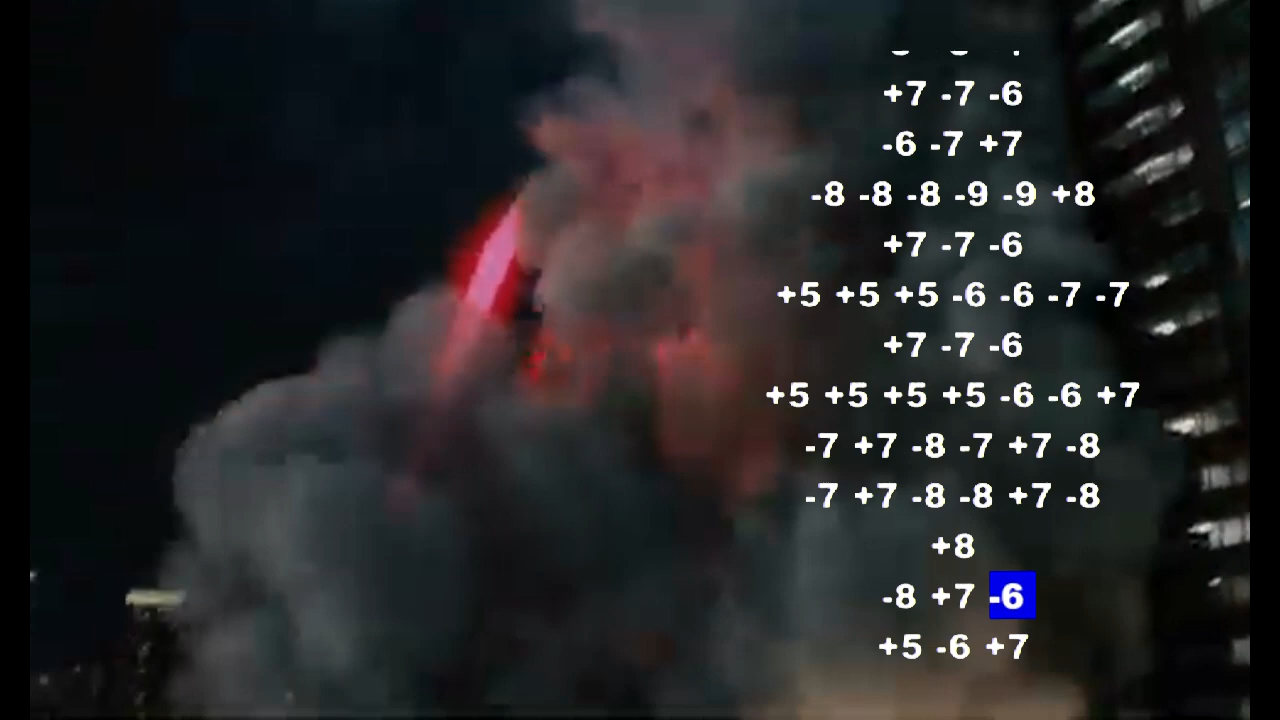 +7 -7 -6
-6 -7 +7
-8 -8 -8 -9 -9 +8
+7 -7 -6
+5 +5 +5 -6 -6 -7 -7
+7 -7 -6
+5 +5 +5 +5 -6 -6 +7
-7 +7 -8 -7 +7 -8
-7 +7 -8 -8 +7 -8
+8
-8 +7 -6
+5 -6 +7